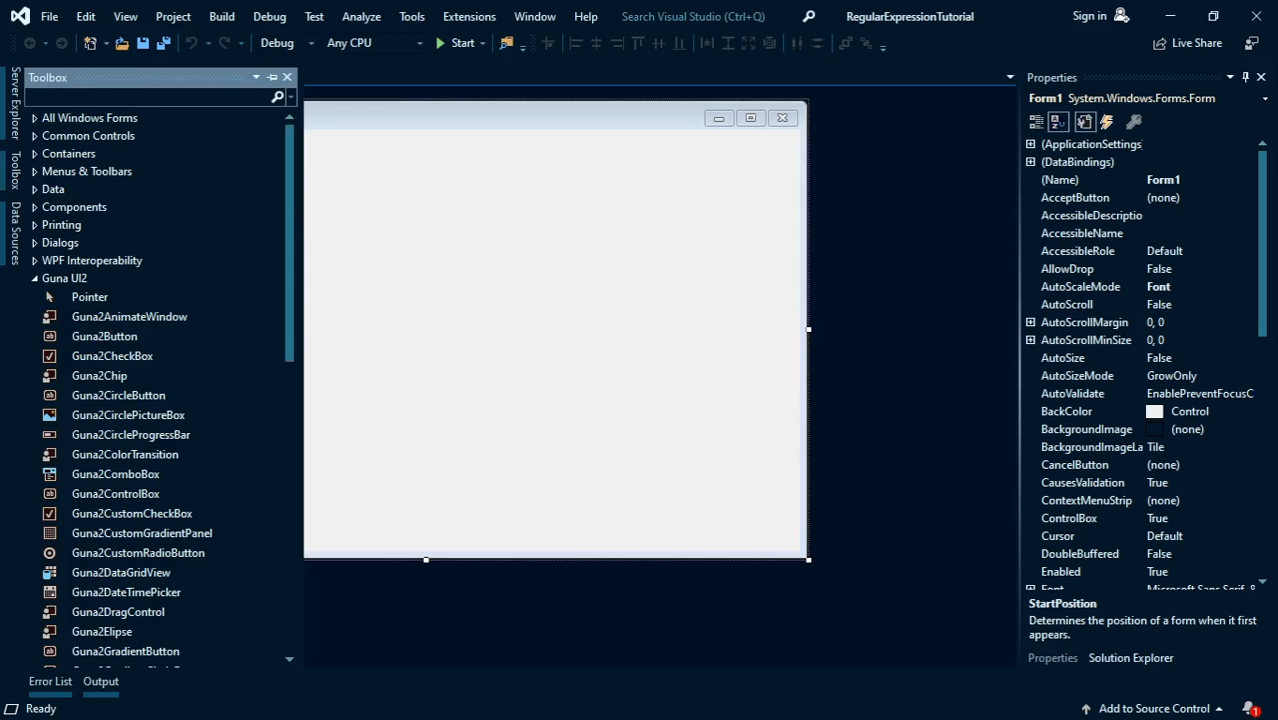 File Edit View Project Build Debug Test Analyze Tools Extensions Window Help Search Visual Studio (Ctrl+Q) RegularExpressionTutorial Sign in
Debug Any CPU Start Live Share
Server Explorer
Toolbox
Data Sources
Toolbox
All Windows Forms
Common Controls
Containers
Menus & Toolbars
Data
Components
Printing
Dialogs
WPF Interoperability
Guna UI2
Pointer
Guna2AnimateWindow
Guna2Button
Guna2CheckBox
Guna2Chip
Guna2CircleButton
Guna2CirclePictureBox
Guna2CircleProgressBar
Guna2ColorTransition
Guna2ComboBox
Guna2ControlBox
Guna2CustomCheckBox
Guna2CustomGradientPanel
Guna2CustomRadioButton
Guna2DataGridView
Guna2DateTimePicker
Guna2DragControl
Guna2Elipse
Guna2GradientButton
Properties
Form1 System.Windows.Forms.Form
(ApplicationSettings)
(DataBindings)
(Name) Form1
AcceptButton (none)
AccessibleDescriptio
AccessibleName
AccessibleRole Default
AllowDrop False
AutoScaleMode Font
AutoScroll False
AutoScrollMargin 0, 0
AutoScrollMinSize 0, 0
AutoSize False
AutoSizeMode GrowOnly
AutoValidate EnablePreventFocusC
BackColor Control
BackgroundImage (none)
BackgroundImageLa Tile
CancelButton (none)
CausesValidation True
ContextMenuStrip (none)
ControlBox True
Cursor Default
DoubleBuffered False
Enabled True
Font Microsoft Sans Serif, 8
StartPosition
Determines the position of a form when it first
appears.
Properties Solution Explorer
Error List Output
Ready Add to Source Control 1